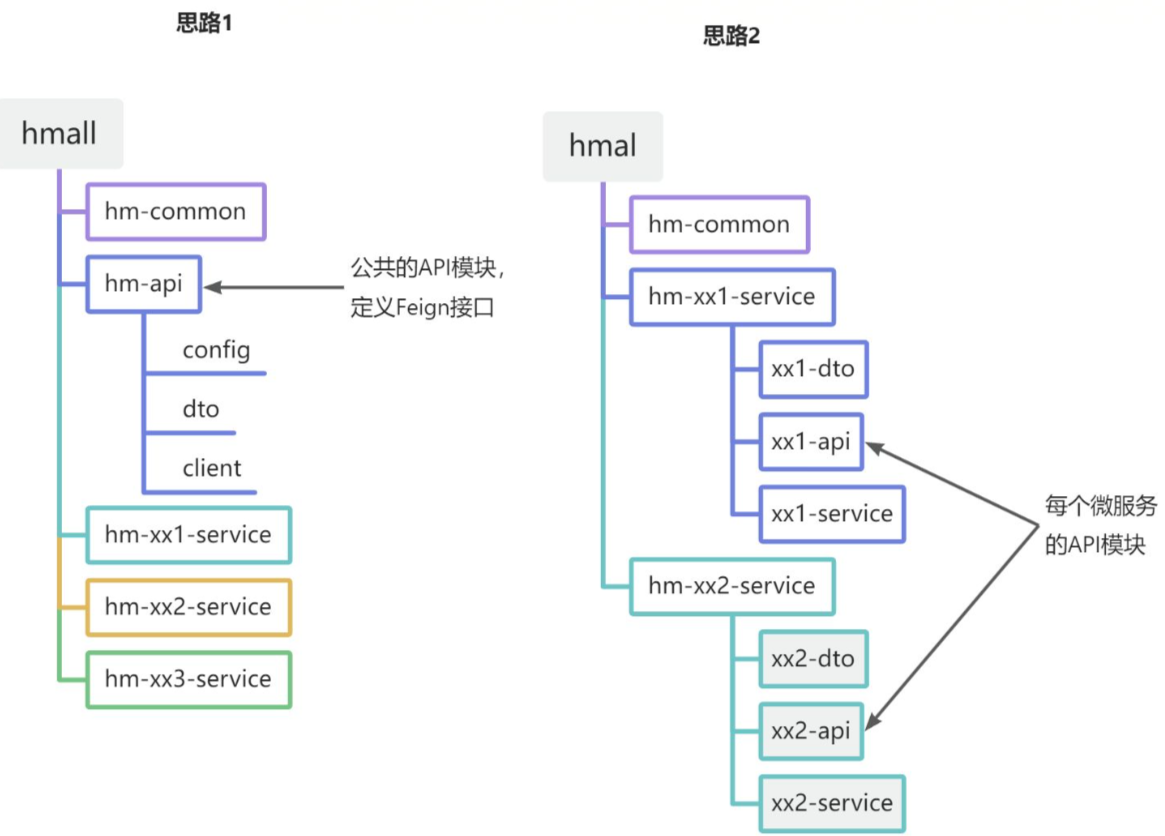 思路1
hmall
hm-common
hm-api
公共的API模块，
定义Feign接口
config
dto
client
hm-xx1-service
hm-xx2-service
hm-xx3-service
思路2
hmal
hm-common
hm-xx1-service
xx1-dto
xx1-api
xx1-service
每个微服务
的API模块
hm-xx2-service
xx2-dto
xx2-api
xx2-service